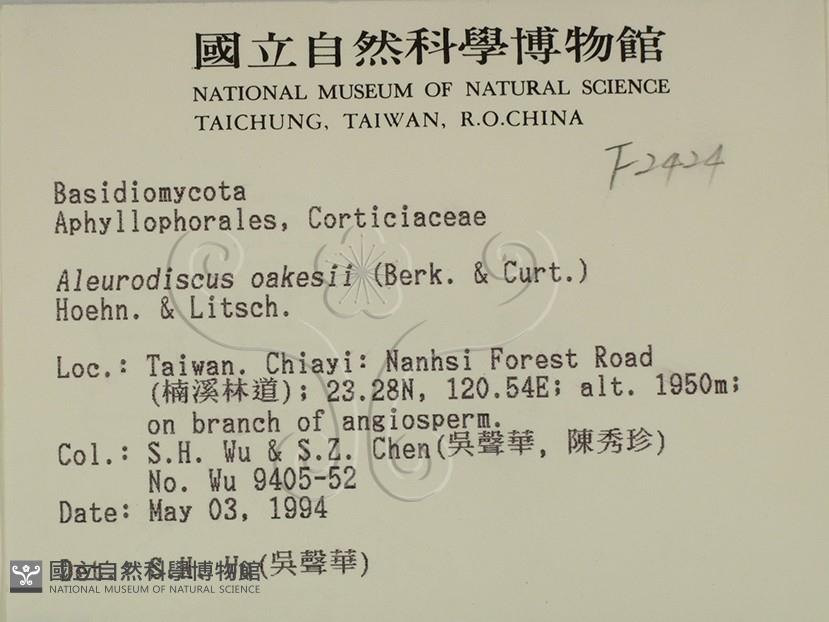 國立自然科學博物館
NATIONAL MUSEUM OF NATURAL SCIENCE
TAICHUNG, TAIWAN, R.O.CHINA
F-2424
Basidiomycota
Aphyllophorales, Corticiaceae
Aleurodiscus oakesii (Berk. & Curt.)
Hoehn. & Litsch.
Loc.: Taiwan. Chiayi: Nanhsi Forest Road
(楠溪林道); 23.28N, 120.54E; alt. 1950m;
on branch of angiosperm.
Col.: S.H. Wu & S.Z. Chen(吳聲華, 陳秀珍)
No. Wu 9405-52
Date: May 03, 1994
Det.: S.H. Wu(吳聲華)
國立自然科學博物館
NATIONAL MUSEUM OF NATURAL SCIENCE